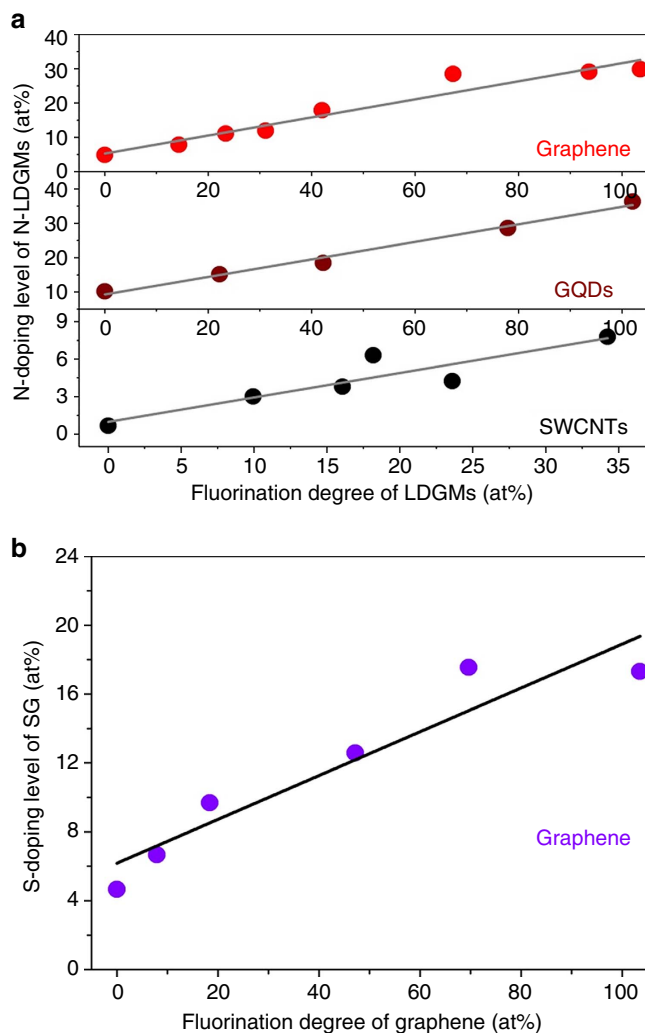 a
N-doping level of N-LDGMs (at%)
40
30
20
10
0
Graphene
0 20 40 60 80 100
40
30
20
10
GQDs
0 20 40 60 80 100
9
6
3
0
SWCNTs
0 5 10 15 20 25 30 35
Fluorination degree of LDGMs (at%)
b
S-doping level of SG (at%)
24
20
16
12
8
4
0
Graphene
0 20 40 60 80 100
Fluorination degree of graphene (at%)